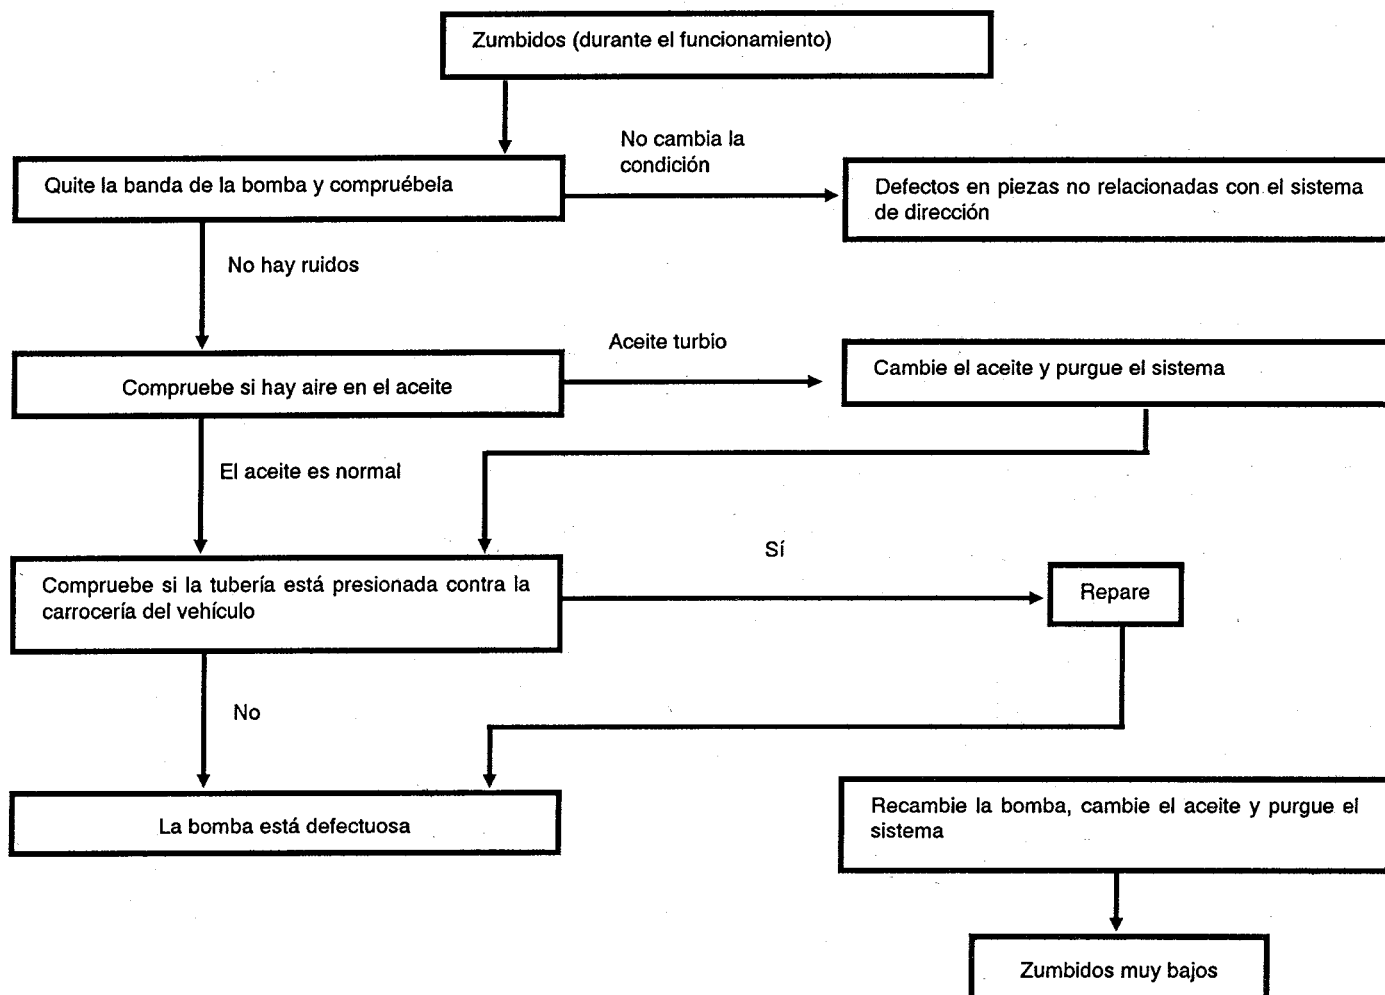 Zumbidos (durante el funcionamiento)
No cambia la
condición
Quite la banda de la bomba y compruébela
Defectos en piezas no relacionadas con el sistema
de dirección
No hay ruidos
Aceite turbio
Compruebe si hay aire en el aceite
Cambie el aceite y purgue el sistema
El aceite es normal
Sí
Compruebe si la tubería está presionada contra la
carrocería del vehículo
Repare
No
La bomba está defectuosa
Recambie la bomba, cambie el aceite y purgue el
sistema
Zumbidos muy bajos